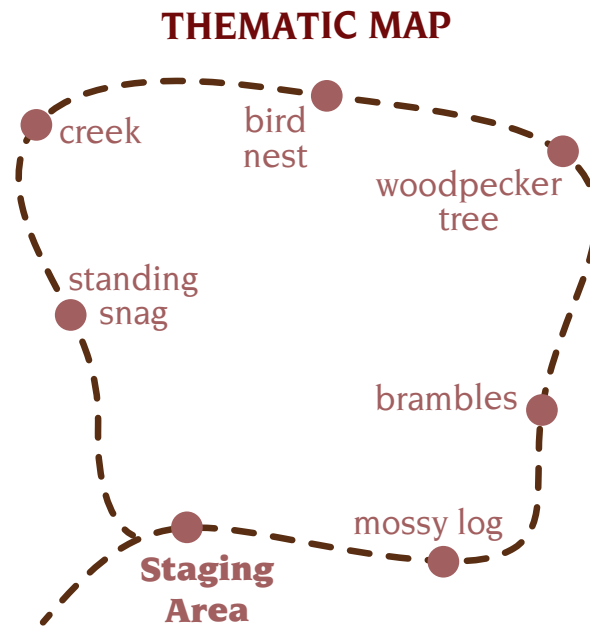 THEMATIC MAP
creek
bird
nest
woodpecker
tree
standing
snag
brambles
mossy log
Staging
Area